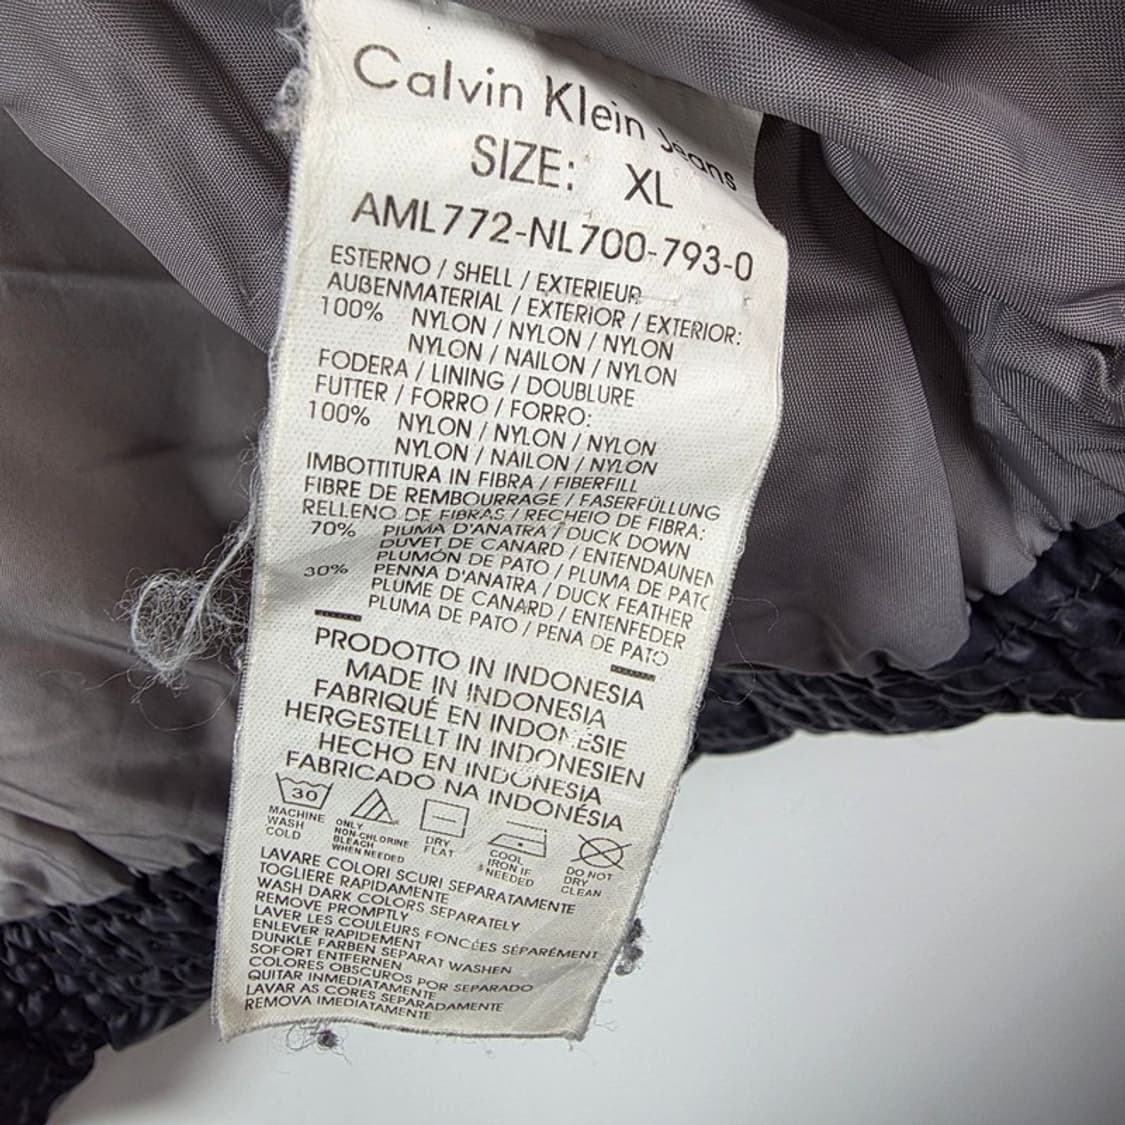 Calvin Klein Jeans
SIZE: XL
AML772-NL700-793-0
ESTERNO / SHELL / EXTERIEUR
AUßENMATERIAL / EXTERIOR / EXTERIOR:
100% NYLON / NYLON / NYLON
NYLON / NAILON / NYLON
FODERA / LINING / DOUBLURE
FUTTER / FORRO / FORRO:
100% NYLON / NYLON / NYLON
NYLON / NAILON / NYLON
IMBOTTITURA IN FIBRA / FIBERFILL
FIBRE DE REMBOURRAGE / FASERFÜLLUNG
RELLENO DE FIBRAS / RECHEIO DE FIBRA:
70% PIUMA D'ANATRA / DUCK DOWN
DUVET DE CANARD / ENTENDAUNEN
PLUMÓN DE PATO / PLUMA DE PATO
30% PENNA D'ANATRA / DUCK FEATHER
PLUME DE CANARD / ENTENFEDER
PLUMA DE PATO / PENA DE PATO
PRODOTTO IN INDONESIA
MADE IN INDONESIA
FABRIQUÉ EN INDONESIE
HERGESTELLT IN INDONESIEN
HECHO EN INDONESIA
FABRICADO NA INDONÉSIA
30
MACHINE WASH COLD
ONLY NON-CHLORINE BLEACH WHEN NEEDED
DRY FLAT
COOL IRON IF NEEDED
DO NOT DRY CLEAN
LAVARE COLORI SCURI SEPARATAMENTE
TOGLIERE RAPIDAMENTE
WASH DARK COLORS SEPARATELY
REMOVE PROMPTLY
LAVER LES COULEURS FONCÉES SÉPARÉMENT
ENLEVER RAPIDEMENT
DUNKLE FARBEN SEPARAT WASHEN
SOFORT ENTFERNEN
COLORES OBSCUROS POR SEPARADO
QUITAR INMEDIATAMENTE
LAVAR AS CORES SEPARADAMENTE
REMOVA IMEDIATAMENTE